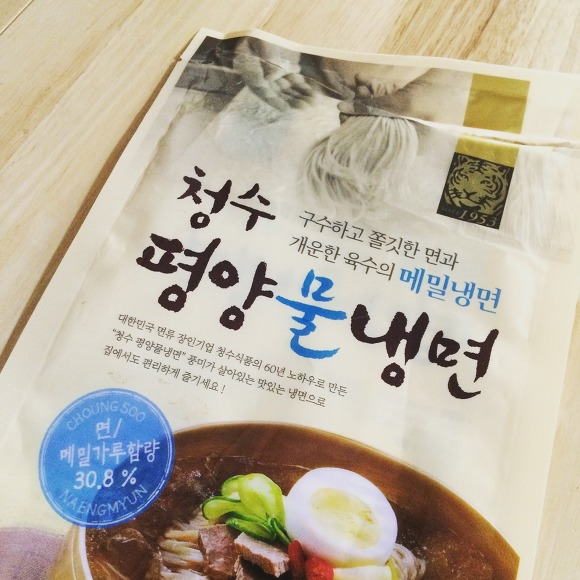 1953
청수
구수하고 쫄깃한 면과
개운한 육수의 메밀냉면
평양물냉면
대한민국 면류 장인기업 청수식품의 60년 노하우로 만든
"청수 평양물냉면" 풍미가 살아있는 맛있는 냉면으로
집에서도 편리하게 즐기세요 !
CHOUNG SOO
면/
메밀가루함량
30.8 %
NAENGMYUN